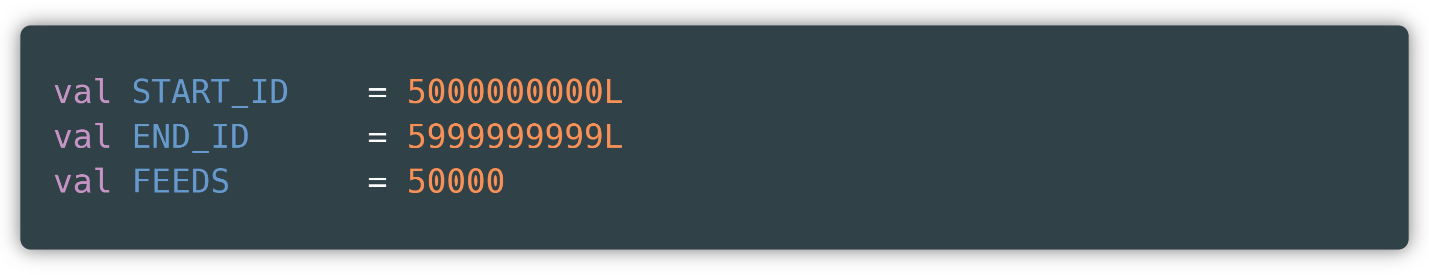 val START_ID    = 5000000000L
val END_ID      = 5999999999L
val FEEDS       = 50000